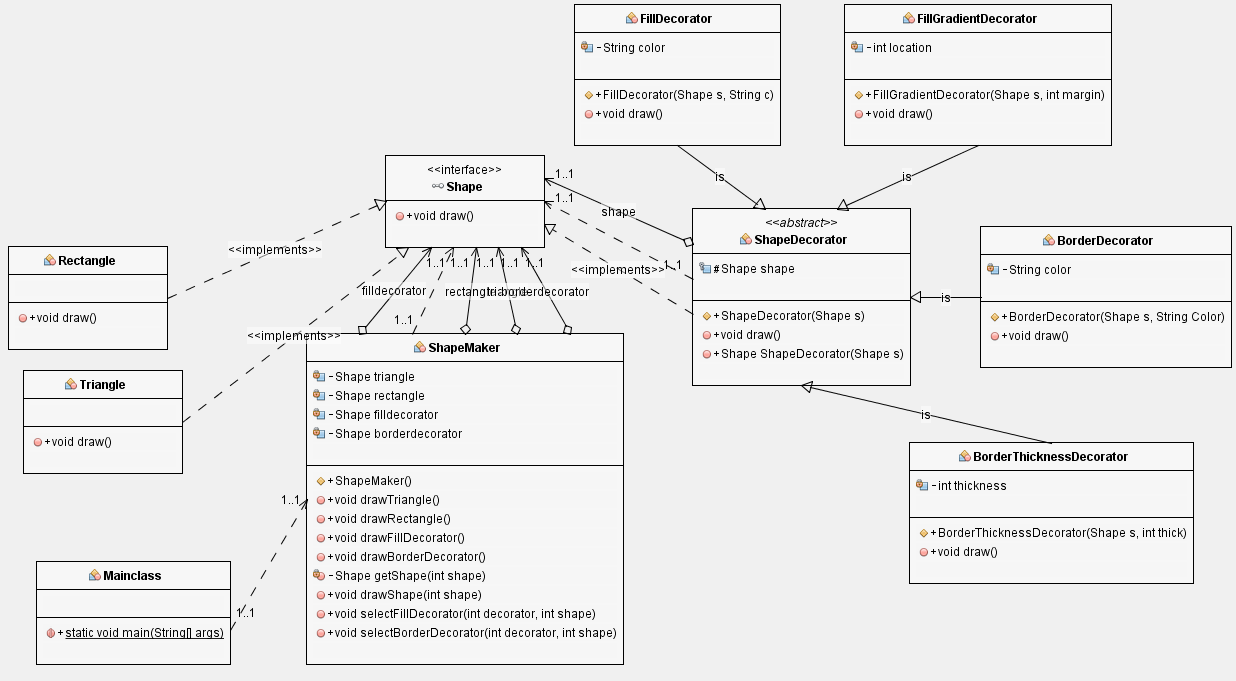 FillDecorator
- String color
+ FillDecorator(Shape s, String c)
+ void draw()
FillGradientDecorator
- int location
+ FillGradientDecorator(Shape s, int margin)
+ void draw()
is
is
<<interface>>
Shape
+ void draw()
1..1
1..1
shape
<<implements>>
1..1
<<abstract>>
ShapeDecorator
# Shape shape
+ ShapeDecorator(Shape s)
+ void draw()
+ Shape ShapeDecorator(Shape s)
is
BorderDecorator
- String color
+ BorderDecorator(Shape s, String Color)
+ void draw()
<<implements>>
Rectangle
+ void draw()
<<implements>>
Triangle
+ void draw()
1..1 1..1 1..1 1..1 1..1
filldecorator
rectangle
triangle
borderdecorator
1..1
ShapeMaker
- Shape triangle
- Shape rectangle
- Shape filldecorator
- Shape borderdecorator
+ ShapeMaker()
+ void drawTriangle()
+ void drawRectangle()
+ void drawFillDecorator()
+ void drawBorderDecorator()
- Shape getShape(int shape)
+ void drawShape(int shape)
+ void selectFillDecorator(int decorator, int shape)
+ void selectBorderDecorator(int decorator, int shape)
is
BorderThicknessDecorator
- int thickness
+ BorderThicknessDecorator(Shape s, int thick)
+ void draw()
1..1
1..1
Mainclass
+ static void main(String[] args)